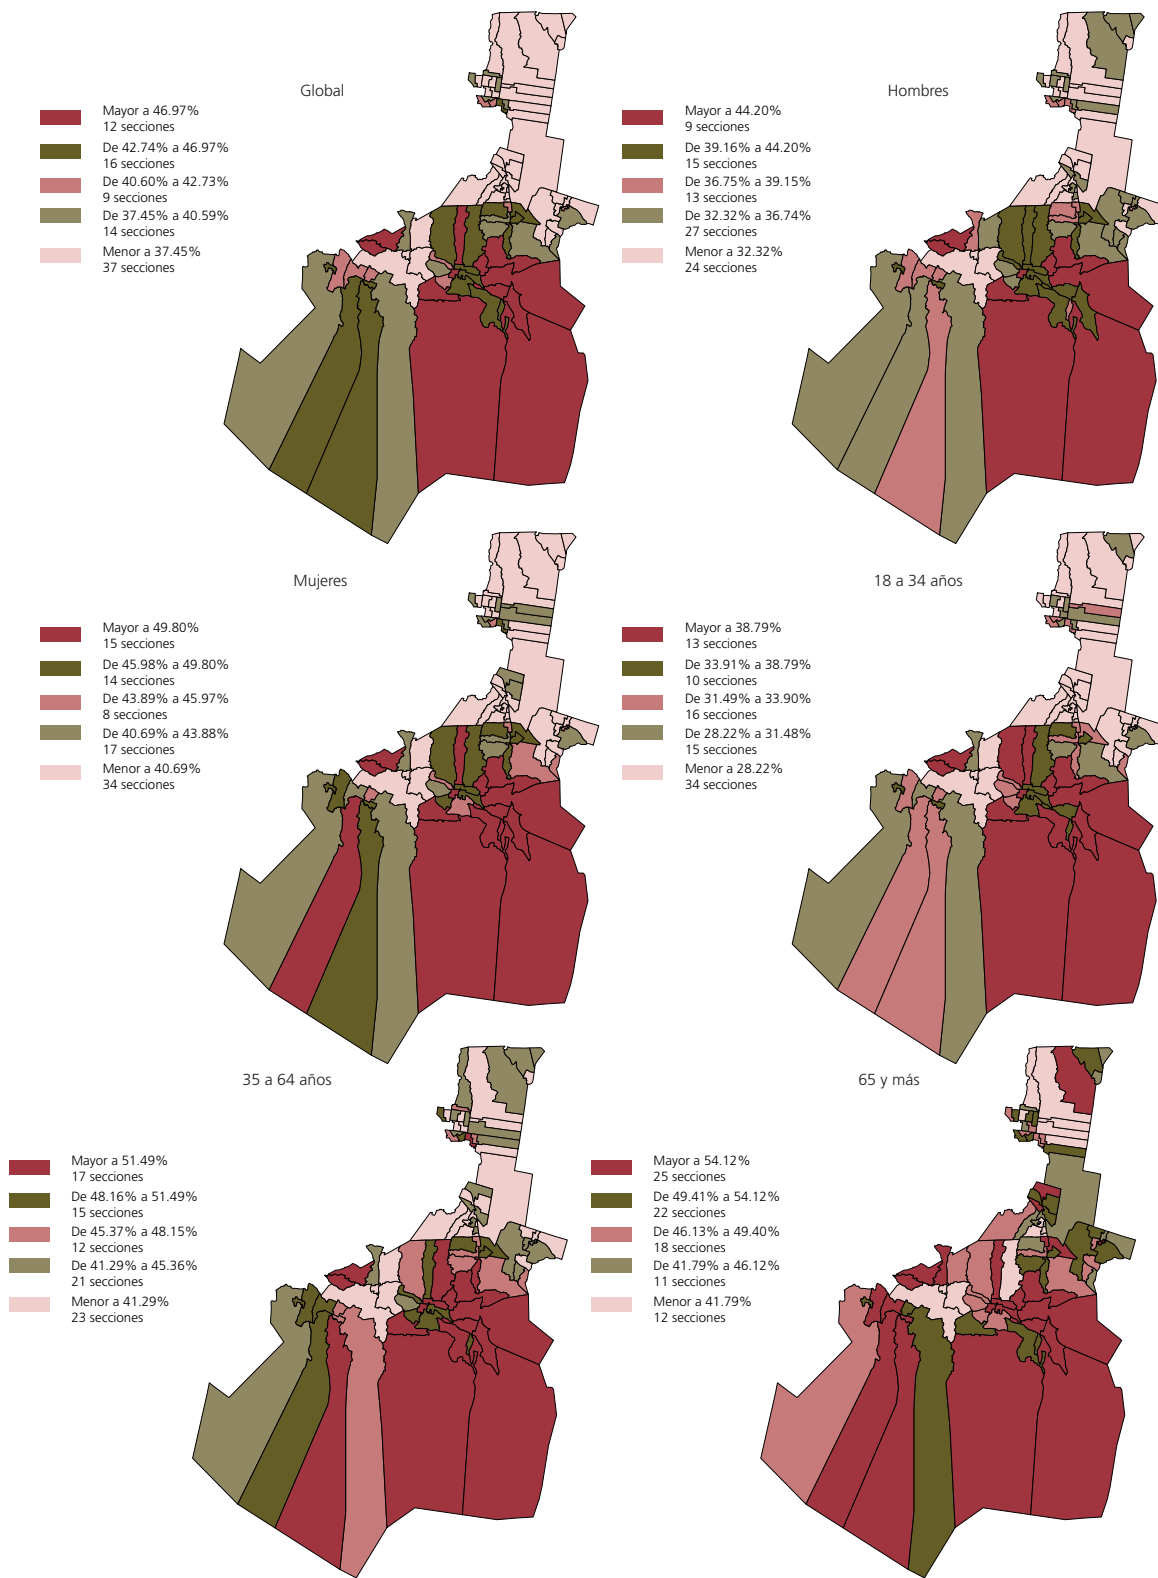 Global
Mayor a 46.97%
12 secciones
De 42.74% a 46.97%
16 secciones
De 40.60% a 42.73%
9 secciones
De 37.45% a 40.59%
14 secciones
Menor a 37.45%
37 secciones
Hombres
Mayor a 44.20%
9 secciones
De 39.16% a 44.20%
15 secciones
De 36.75% a 39.15%
13 secciones
De 32.32% a 36.74%
27 secciones
Menor a 32.32%
24 secciones
Mujeres
Mayor a 49.80%
15 secciones
De 45.98% a 49.80%
14 secciones
De 43.89% a 45.97%
8 secciones
De 40.69% a 43.88%
17 secciones
Menor a 40.69%
34 secciones
18 a 34 años
Mayor a 38.79%
13 secciones
De 33.91% a 38.79%
10 secciones
De 31.49% a 33.90%
16 secciones
De 28.22% a 31.48%
15 secciones
Menor a 28.22%
34 secciones
35 a 64 años
Mayor a 51.49%
17 secciones
De 48.16% a 51.49%
15 secciones
De 45.37% a 48.15%
12 secciones
De 41.29% a 45.36%
21 secciones
Menor a 41.29%
23 secciones
65 y más
Mayor a 54.12%
25 secciones
De 49.41% a 54.12%
22 secciones
De 46.13% a 49.40%
18 secciones
De 41.79% a 46.12%
11 secciones
Menor a 41.79%
12 secciones